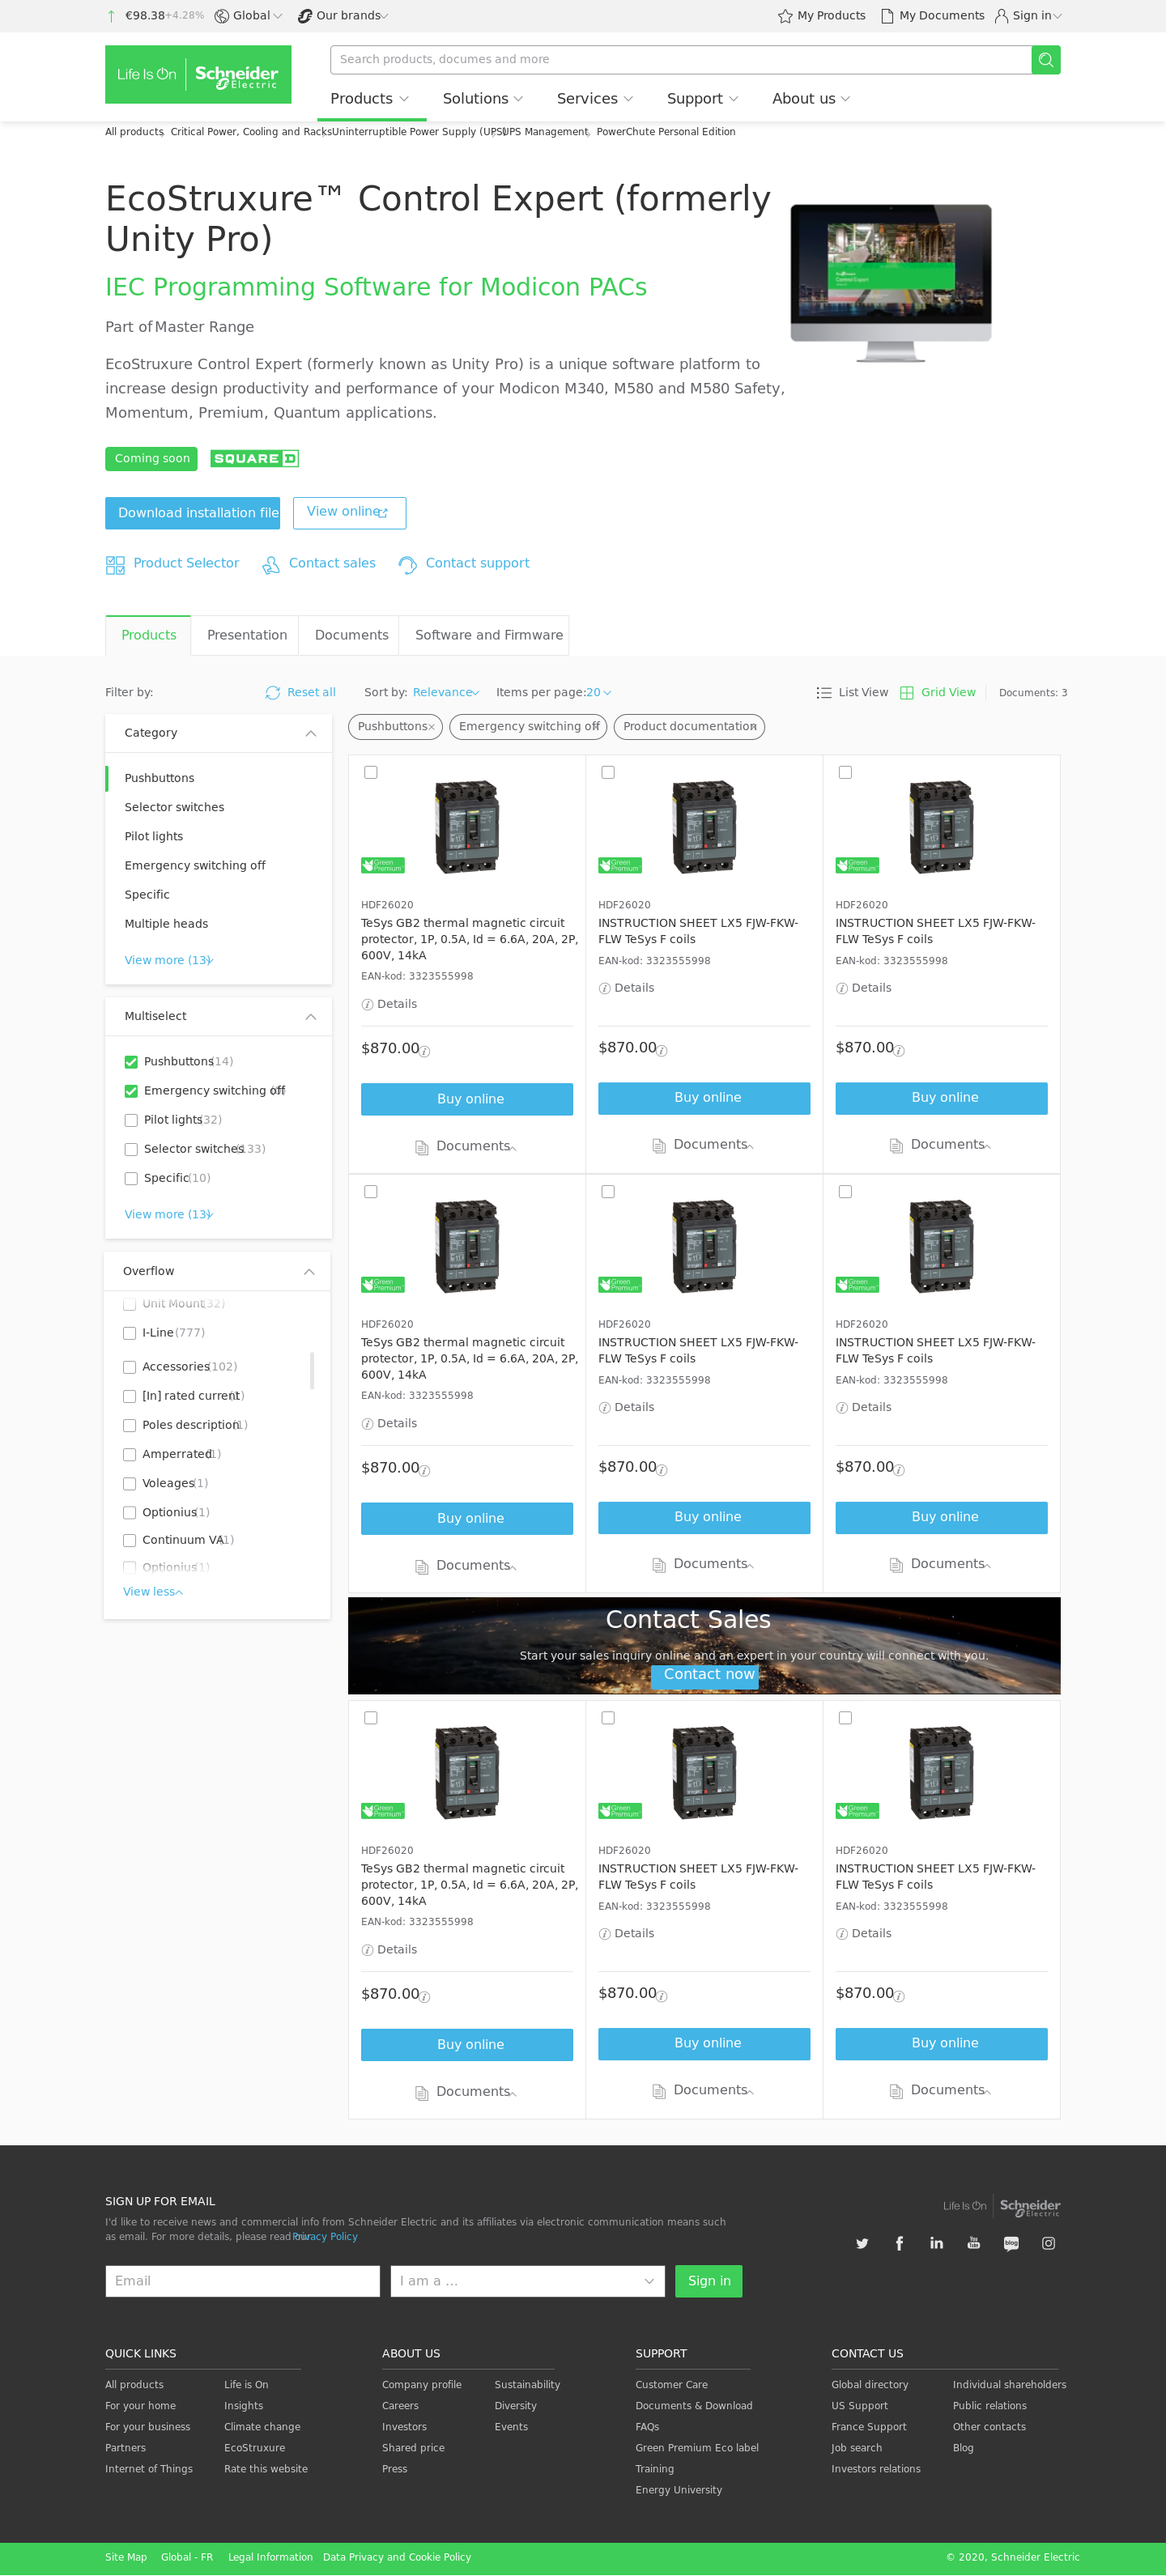 €98.38 +4.28% Global Our brands My Products My Documents Sign in
Life Is On Schneider Electric
Search products, documes and more
Products Solutions Services Support About us
All products Critical Power, Cooling and Racks Uninterruptible Power Supply (UPS) UPS Management PowerChute Personal Edition
EcoStruxure™ Control Expert (formerly
Unity Pro)
IEC Programming Software for Modicon PACs
Part of Master Range
EcoStruxure Control Expert (formerly known as Unity Pro) is a unique software platform to
increase design productivity and performance of your Modicon M340, M580 and M580 Safety,
Momentum, Premium, Quantum applications.
Control Expert
Coming soon SQUARE D
Download installation file View online
Product Selector Contact sales Contact support
Products Presentation Documents Software and Firmware
Filter by: Reset all Sort by: Relevance Items per page: 20 List View Grid View Documents: 3
Pushbuttons Emergency switching off Product documentation
Category
Pushbuttons
Selector switches
Pilot lights
Emergency switching off
Specific
Multiple heads
View more (13)
Multiselect
Pushbuttons (14)
Emergency switching off
Pilot lights (32)
Selector switches (133)
Specific (10)
View more (13)
Overflow
Unit Mount (32)
I-Line (777)
Accessories (102)
[In] rated current
Poles description (1)
Amperrated (1)
Voleages (1)
Optionius (1)
Continuum VA (1)
Optionius (1)
View less
Green Premium Green Premium Green Premium
HDF26020 HDF26020 HDF26020
TeSys GB2 thermal magnetic circuit INSTRUCTION SHEET LX5 FJW-FKW- INSTRUCTION SHEET LX5 FJW-FKW-
protector, 1P, 0.5A, Id = 6.6A, 20A, 2P, FLW TeSys F coils FLW TeSys F coils
600V, 14kA
EAN-kod: 3323555998 EAN-kod: 3323555998 EAN-kod: 3323555998
Details Details Details
$870.00 $870.00 $870.00
Buy online Buy online Buy online
Documents Documents Documents
Green Premium Green Premium Green Premium
HDF26020 HDF26020 HDF26020
TeSys GB2 thermal magnetic circuit INSTRUCTION SHEET LX5 FJW-FKW- INSTRUCTION SHEET LX5 FJW-FKW-
protector, 1P, 0.5A, Id = 6.6A, 20A, 2P, FLW TeSys F coils FLW TeSys F coils
600V, 14kA
EAN-kod: 3323555998 EAN-kod: 3323555998 EAN-kod: 3323555998
Details Details Details
$870.00 $870.00 $870.00
Buy online Buy online Buy online
Documents Documents Documents
Contact Sales
Start your sales inquiry online and an expert in your country will connect with you.
Contact now
Green Premium Green Premium Green Premium
HDF26020 HDF26020 HDF26020
TeSys GB2 thermal magnetic circuit INSTRUCTION SHEET LX5 FJW-FKW- INSTRUCTION SHEET LX5 FJW-FKW-
protector, 1P, 0.5A, Id = 6.6A, 20A, 2P, FLW TeSys F coils FLW TeSys F coils
600V, 14kA
EAN-kod: 3323555998 EAN-kod: 3323555998 EAN-kod: 3323555998
Details Details Details
$870.00 $870.00 $870.00
Buy online Buy online Buy online
Documents Documents Documents
SIGN UP FOR EMAIL
I'd like to receive news and commercial info from Schneider Electric and its affiliates via electronic communication means such
as email. For more details, please read our Privacy Policy
Life Is On Schneider Electric
You Tube blog
Email I am a ... Sign in
QUICK LINKS ABOUT US SUPPORT CONTACT US
All products Life is On Company profile Sustainability Customer Care Global directory Individual shareholders
For your home Insights Careers Diversity Documents & Download US Support Public relations
For your business Climate change Investors Events FAQs France Support Other contacts
Partners EcoStruxure Shared price Green Premium Eco label Job search Blog
Internet of Things Rate this website Press Training Investors relations
Energy University
Site Map Global - FR Legal Information Data Privacy and Cookie Policy © 2020, Schneider Electric